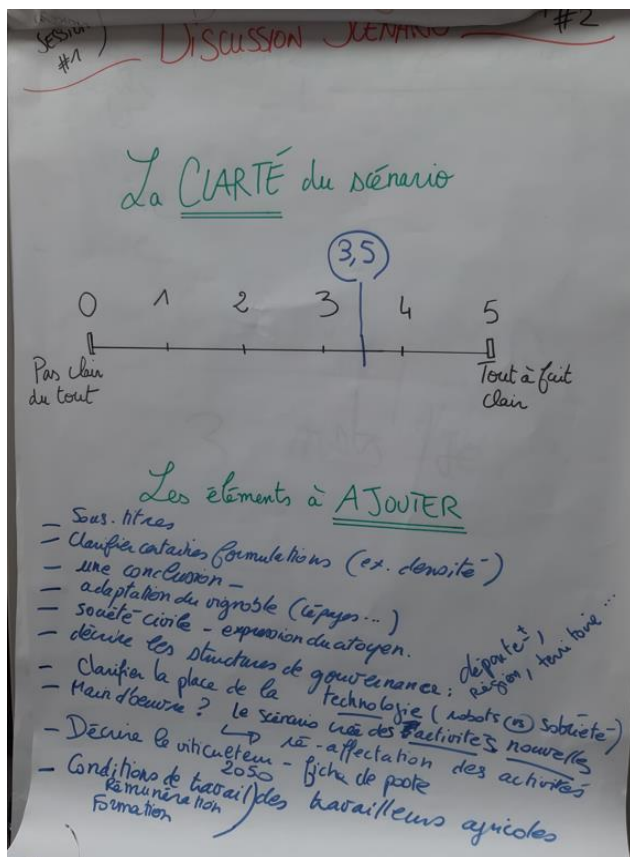 SESSION #1
#2
DISCUSSION SCENARIO
La CLARTÉ du scénario
3,5
0 1 2 3 4 5
Pas clair du tout
Tout à fait clair
Les éléments à AJOUTER
– Sous-titres
– Clarifier certaines formulations (ex. densité)
– une conclusion –
– adaptation du vignoble (cépages...)
– société civile – expression du citoyen.
– décrire les structures de gouvernance : départe-t, région, territoire...
– Clarifier la place de la technologie (robots (vs) sobriété)
– Main d'œuvre ? le scénario crée des activités nouvelles
↳ ré-affectation des activités
– Décrire le viticulteur 2050 – fiche de poste
– Conditions de travail
Rémunération
Formation
) des travailleurs agricoles